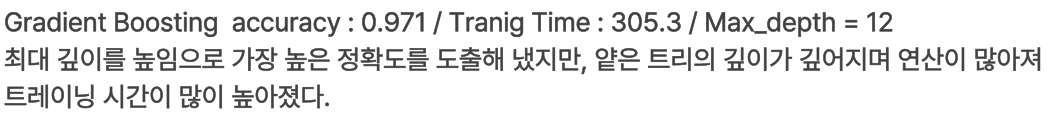 Gradient Boosting  accuracy : 0.971 / Tranig Time : 305.3 / Max_depth = 12
최대 깊이를 높임으로 가장 높은 정확도를 도출해 냈지만, 얕은 트리의 깊이가 깊어지며 연산이 많아져
트레이닝 시간이 많이 높아졌다.